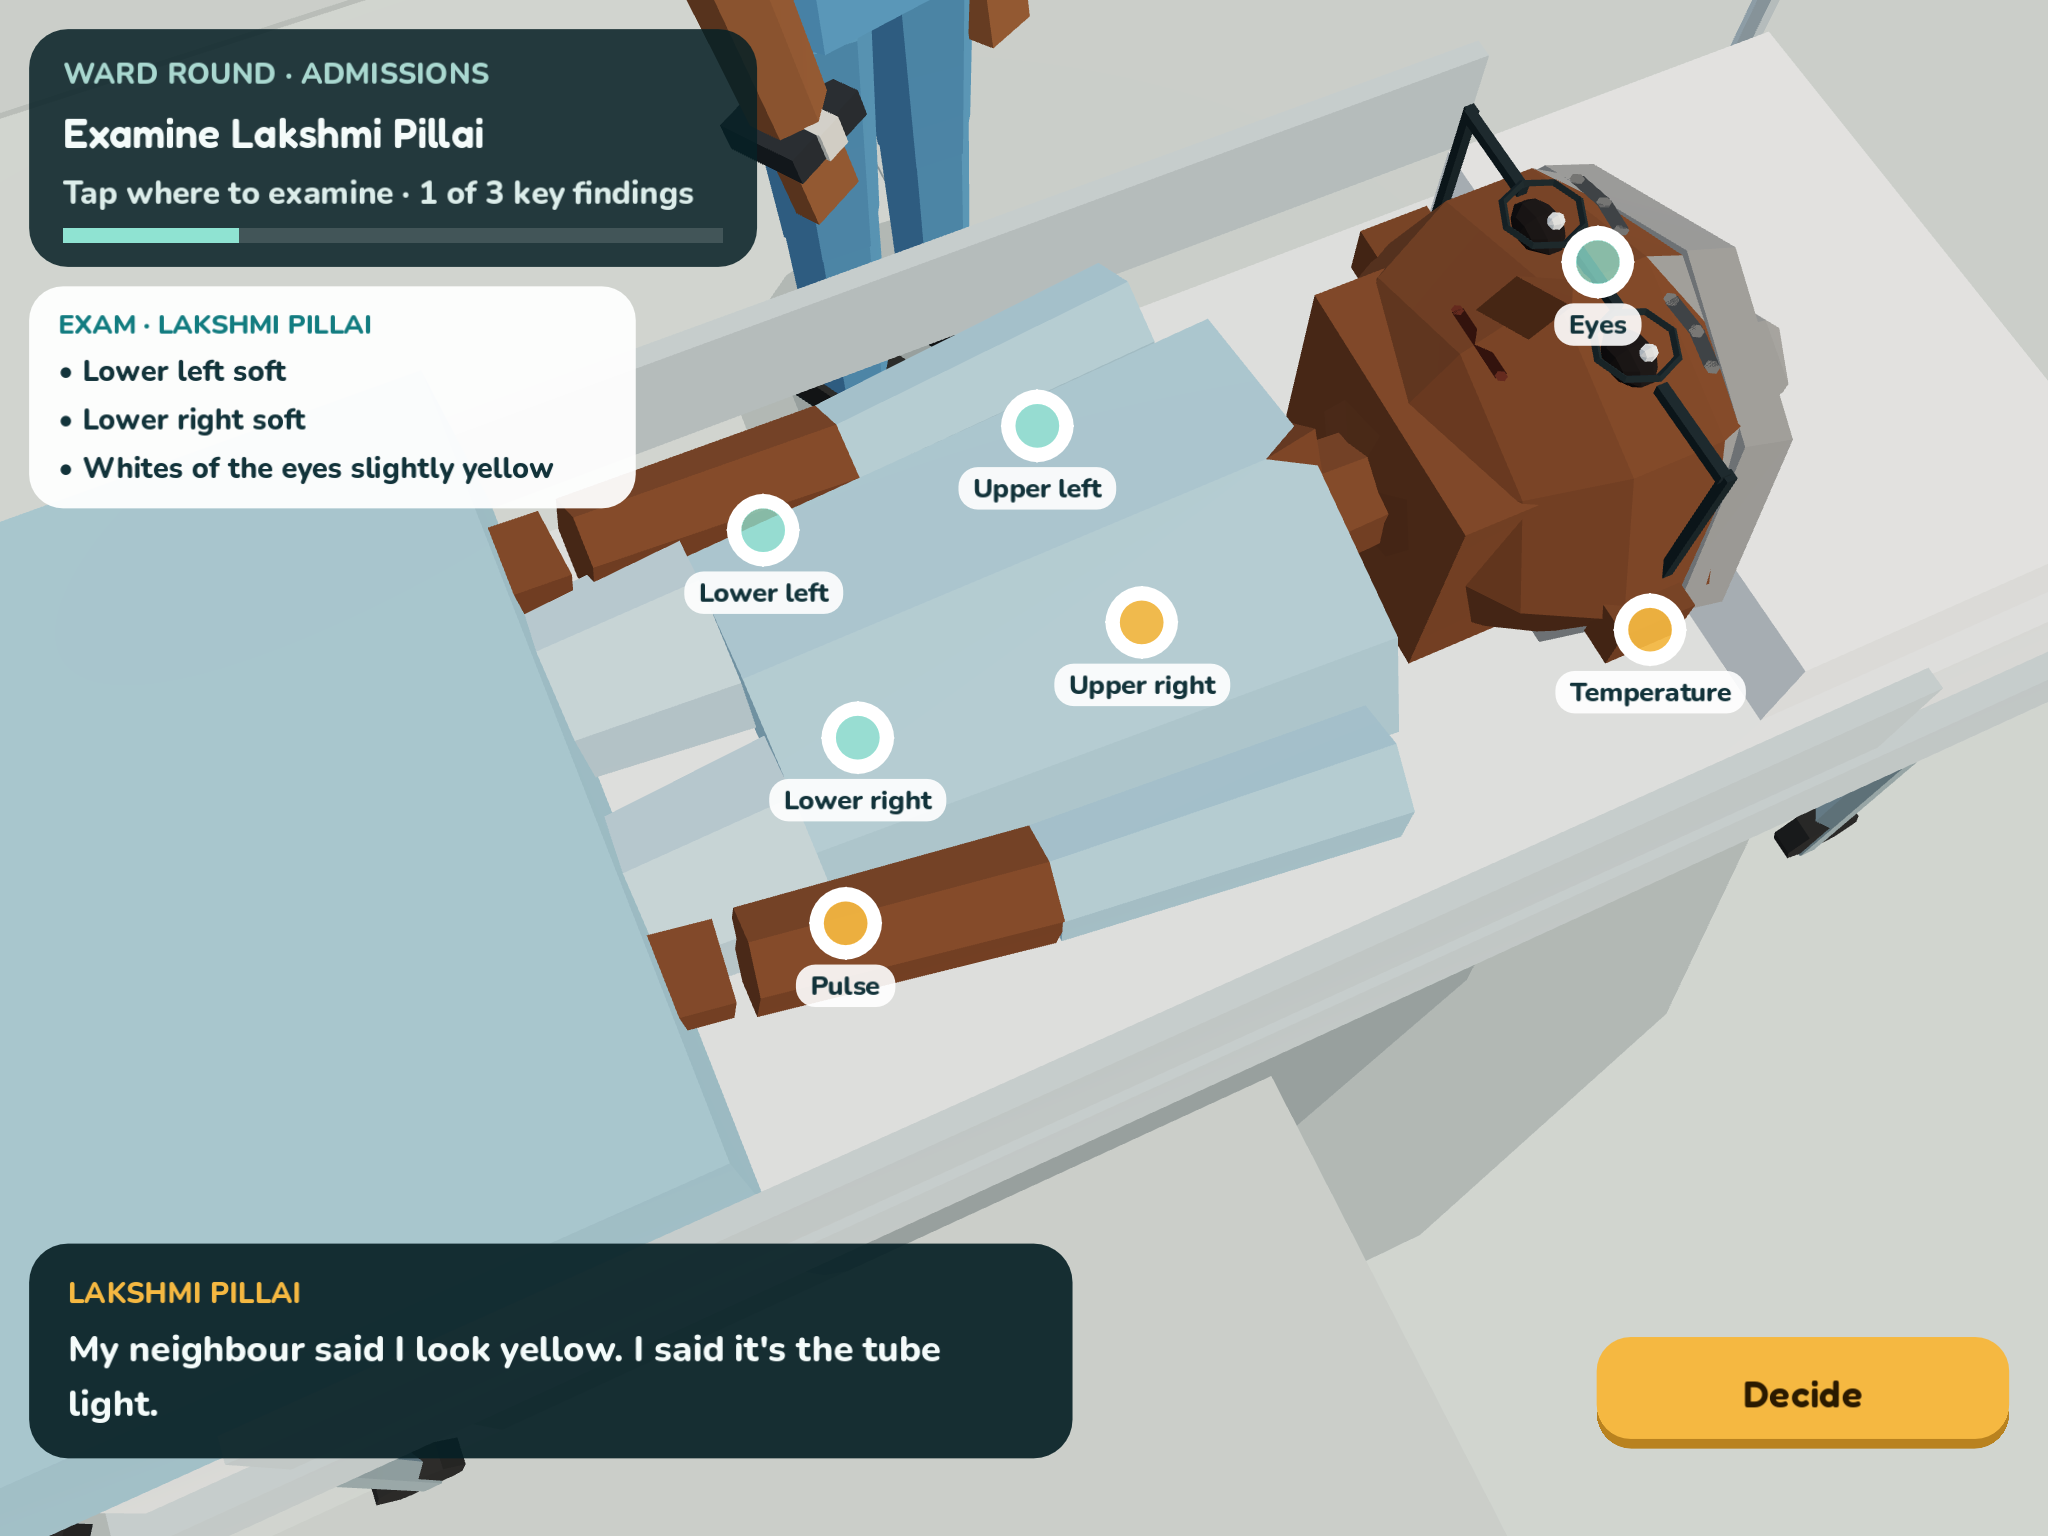 WARD ROUND · ADMISSIONS
Examine Lakshmi Pillai
Tap where to examine · 1 of 3 key findings
EXAM · LAKSHMI PILLAI
• Lower left soft
• Lower right soft
• Whites of the eyes slightly yellow
Eyes
Upper left
Lower left
Upper right
Temperature
Lower right
Pulse
LAKSHMI PILLAI
My neighbour said I look yellow. I said it's the tube
light.
Decide